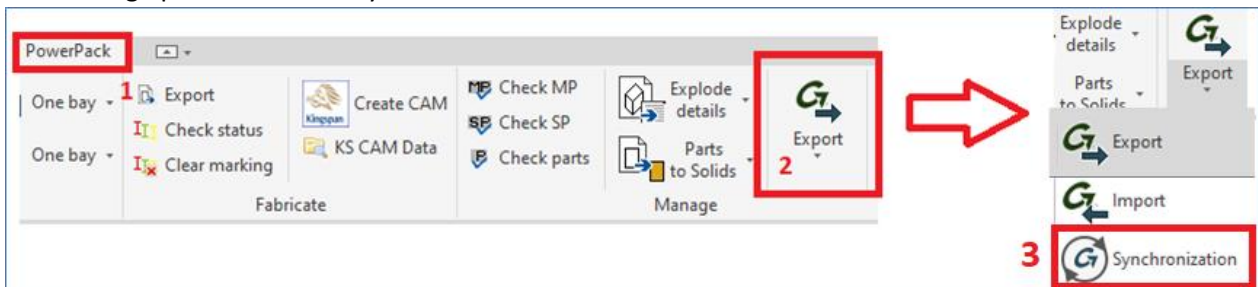 PowerPack
1
One bay
One bay
Export
Check status
Clear marking
Fabricate
Kingspan
Create CAM
KS CAM Data
MP Check MP
SP Check SP
P Check parts
Explode
details
Parts
to Solids
Manage
G
Export
2
Explode
details
Parts
to Solids
G
Export
G
Export
G
Import
3
G
Synchronization